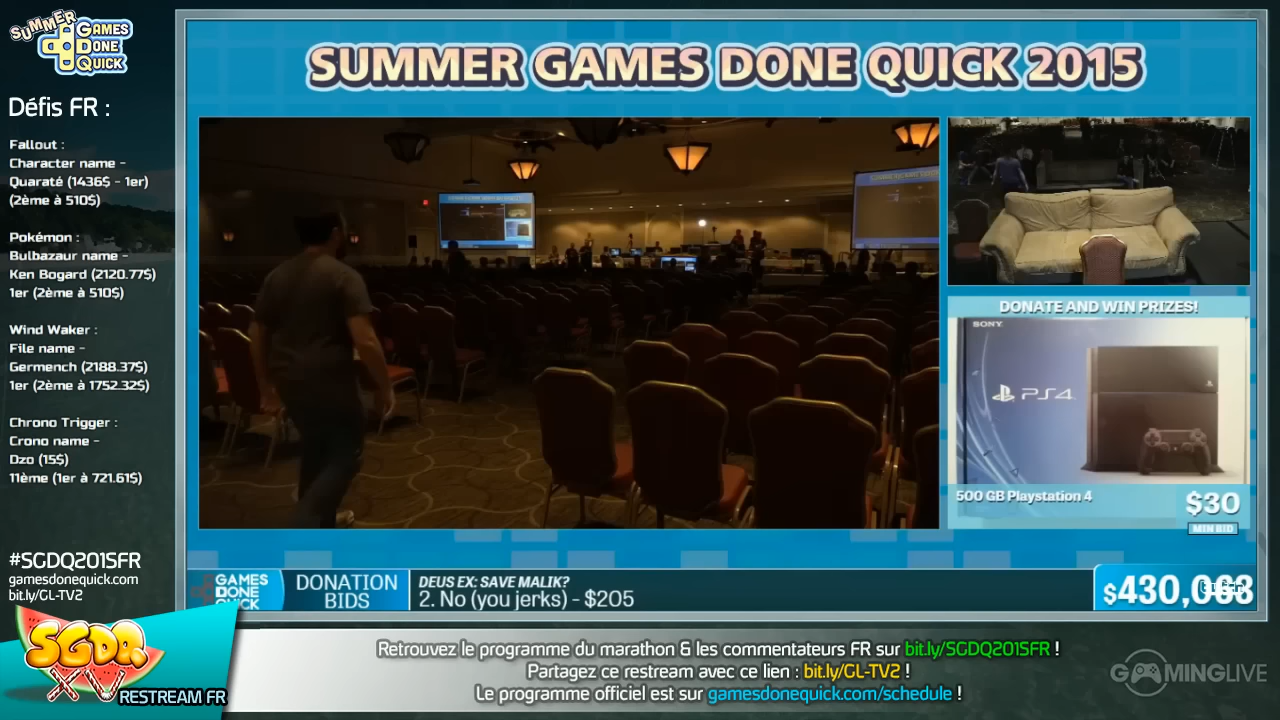 SUMMER
GAMES
DONE
QUICK
Défis FR :
Fallout :
Character name -
Quaraté (1436$ - 1er)
(2ème à 510$)
Pokémon :
Bulbazaur name -
Ken Bogard (2120.77$)
1er (2ème à 510$)
Wind Waker :
File name -
Germench (2188.37$)
1er (2ème à 1752.32$)
Chrono Trigger :
Crono name -
Dzo (15$)
11ème (1er à 721.61$)
#SGDQ2015FR
gamesdonequick.com
bit.ly/GL-TV2
SGDQ
XV
RESTREAM FR
SUMMER GAMES DONE QUICK 2015
DONATE AND WIN PRIZES!
SONY
PS4
500 GB Playstation 4
$30
MIN BID
GAMES
DONE
QUICK
DONATION
BIDS
DEUS EX: SAVE MALIK?
2. No (you jerks) - $205
Retrouvez le programme du marathon & les commentateurs FR sur bit.ly/SGDQ2015FR !
Partagez ce restream avec ce lien : bit.ly/GL-TV2 !
Le programme officiel est sur gamesdonequick.com/schedule !
GAMINGLIVE